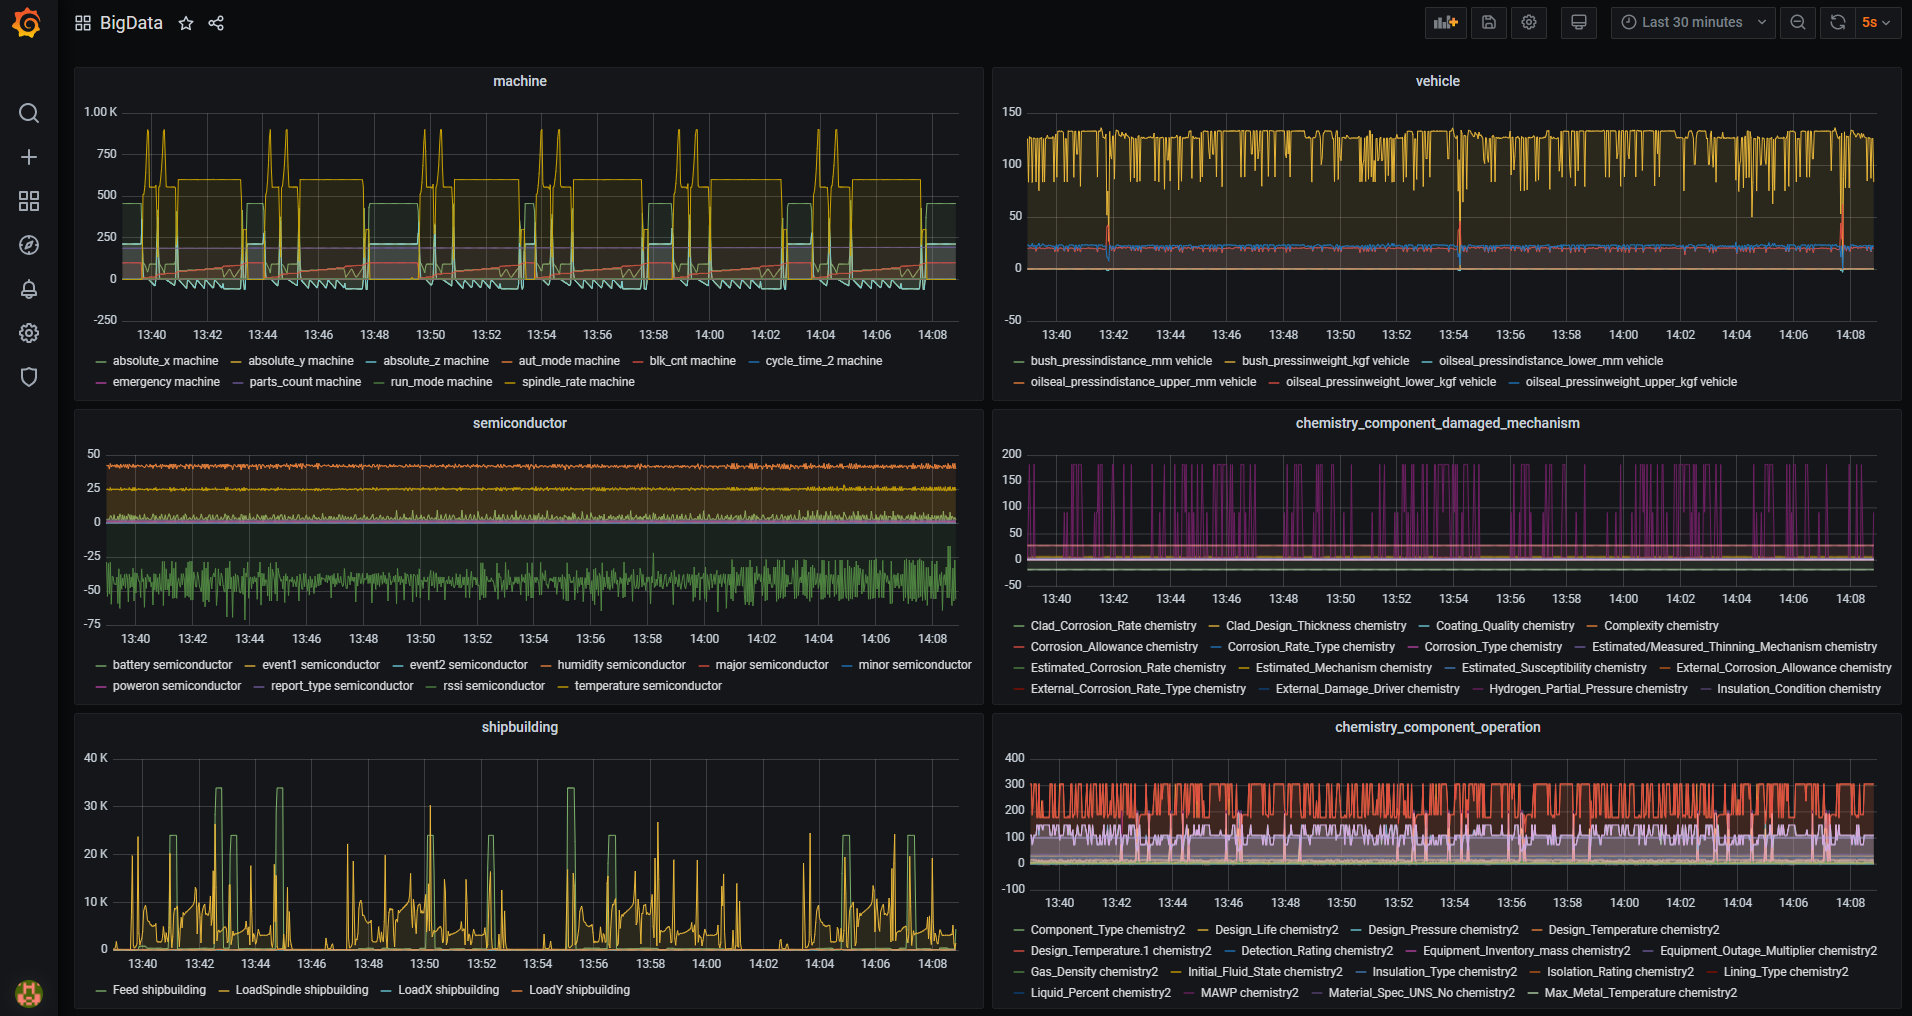 BigData
Last 30 minutes
5s
machine
1.00 K
750
500
250
0
-250
13:40 13:42 13:44 13:46 13:48 13:50 13:52 13:54 13:56 13:58 14:00 14:02 14:04 14:06 14:08
absolute_x machine absolute_y machine absolute_z machine aut_mode machine blk_cnt machine cycle_time_2 machine
emergency machine parts_count machine run_mode machine spindle_rate machine
vehicle
150
100
50
0
-50
13:40 13:42 13:44 13:46 13:48 13:50 13:52 13:54 13:56 13:58 14:00 14:02 14:04 14:06 14:08
bush_pressindistance_mm vehicle bush_pressinweight_kgf vehicle oilseal_pressindistance_lower_mm vehicle
oilseal_pressindistance_upper_mm vehicle oilseal_pressinweight_lower_kgf vehicle oilseal_pressinweight_upper_kgf vehicle
semiconductor
50
25
0
-25
-50
-75
13:40 13:42 13:44 13:46 13:48 13:50 13:52 13:54 13:56 13:58 14:00 14:02 14:04 14:06 14:08
battery semiconductor event1 semiconductor event2 semiconductor humidity semiconductor major semiconductor minor semiconductor
poweron semiconductor report_type semiconductor rssi semiconductor temperature semiconductor
chemistry_component_damaged_mechanism
200
150
100
50
0
-50
13:40 13:42 13:44 13:46 13:48 13:50 13:52 13:54 13:56 13:58 14:00 14:02 14:04 14:06 14:08
Clad_Corrosion_Rate chemistry Clad_Design_Thickness chemistry Coating_Quality chemistry Complexity chemistry
Corrosion_Allowance chemistry Corrosion_Rate_Type chemistry Corrosion_Type chemistry Estimated/Measured_Thinning_Mechanism chemistry
Estimated_Corrosion_Rate chemistry Estimated_Mechanism chemistry Estimated_Susceptibility chemistry External_Corrosion_Allowance chemistry
External_Corrosion_Rate_Type chemistry External_Damage_Driver chemistry Hydrogen_Partial_Pressure chemistry Insulation_Condition chemistry
shipbuilding
40 K
30 K
20 K
10 K
0
13:40 13:42 13:44 13:46 13:48 13:50 13:52 13:54 13:56 13:58 14:00 14:02 14:04 14:06 14:08
Feed shipbuilding LoadSpindle shipbuilding LoadX shipbuilding LoadY shipbuilding
chemistry_component_operation
400
300
200
100
0
-100
13:40 13:42 13:44 13:46 13:48 13:50 13:52 13:54 13:56 13:58 14:00 14:02 14:04 14:06 14:08
Component_Type chemistry2 Design_Life chemistry2 Design_Pressure chemistry2 Design_Temperature chemistry2
Design_Temperature.1 chemistry2 Detection_Rating chemistry2 Equipment_Inventory_mass chemistry2 Equipment_Outage_Multiplier chemistry2
Gas_Density chemistry2 Initial_Fluid_State chemistry2 Insulation_Type chemistry2 Isolation_Rating chemistry2 Lining_Type chemistry2
Liquid_Percent chemistry2 MAWP chemistry2 Material_Spec_UNS_No chemistry2 Max_Metal_Temperature chemistry2